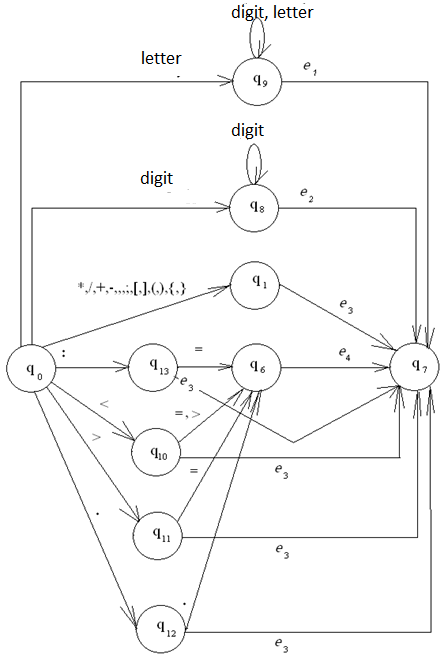 digit, letter
letter
q9
e1
digit
digit
q8
e2
*,/,+,-,,,;,[,],(,),{,}
q1
e3
:
=
q0
q13
q6
e4
q7
e3
<
=, >
>
q10
e3
=
.
q11
e3
.
q12
e3